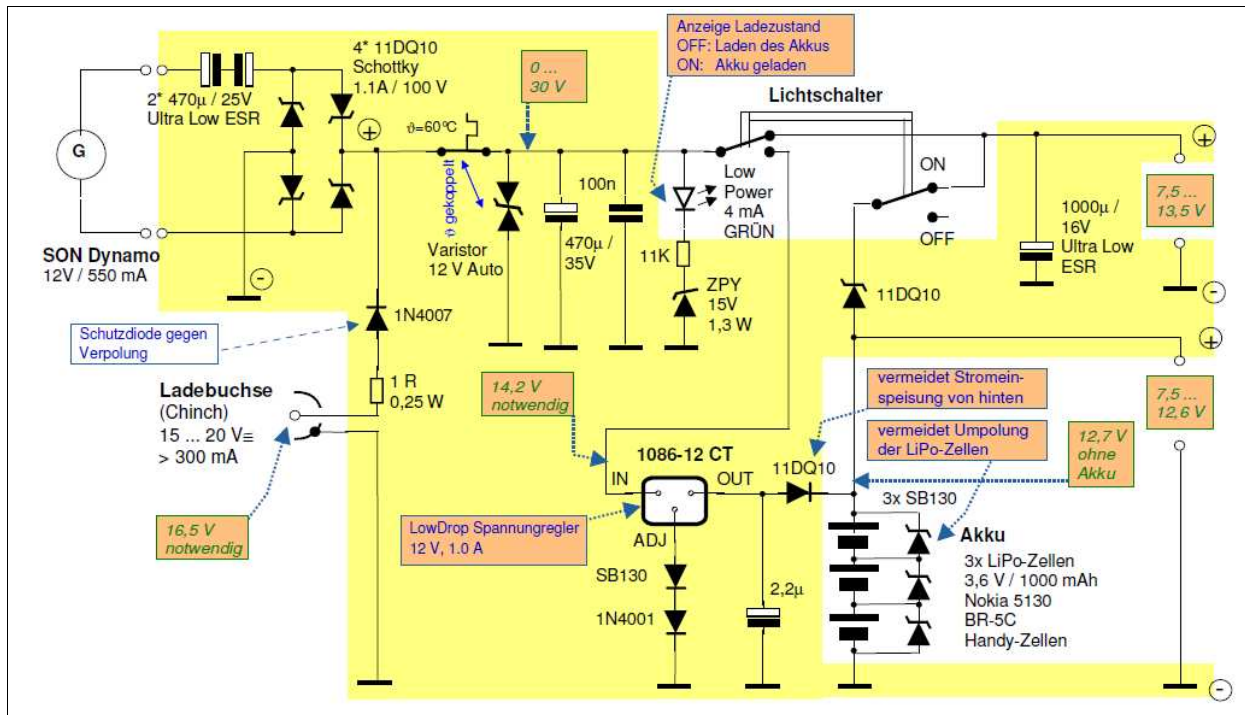 G
SON Dynamo
12V / 550 mA
2* 470µ / 25V
Ultra Low ESR
4* 11DQ10
Schottky
1.1A / 100 V
+
-
ϑ=60°C
ϑ gekoppelt
0 ...
30 V
Varistor
12 V Auto
100n
470µ /
35V
Anzeige Ladezustand
OFF: Laden des Akkus
ON: Akku geladen
Low
Power
4 mA
GRÜN
11K
ZPY
15V
1,3 W
Lichtschalter
ON
OFF
11DQ10
1000µ /
16V
Ultra Low
ESR
+
7,5 ...
13,5 V
-
+
7,5 ...
12,6 V
-
Schutzdiode gegen
Verpolung
1N4007
1 R
0,25 W
Ladebuchse
(Chinch)
15 ... 20 V≂
> 300 mA
16,5 V
notwendig
14,2 V
notwendig
1086-12 CT
IN
OUT
ADJ
LowDrop Spannungregler
12 V, 1.0 A
SB130
1N4001
2,2µ
11DQ10
vermeidet Stromein-
speisung von hinten
vermeidet Umpolung
der LiPo-Zellen
12,7 V
ohne
Akku
3x SB130
Akku
3x LiPo-Zellen
3,6 V / 1000 mAh
Nokia 5130
BR-5C
Handy-Zellen